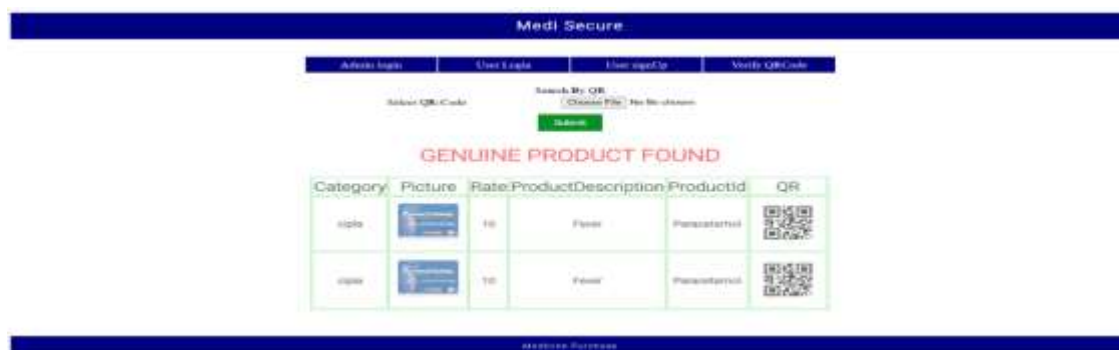 Medi Secure
Admin login User Login User signUp Verify QRCode
Search By QR
Select QR Code Choose File No file chosen
Submit
GENUINE PRODUCT FOUND
Category Picture Rate ProductDescription ProductId QR
cipla 10 Fever Paracetamol
cipla 10 Fever Paracetamol
Medicine Purchase